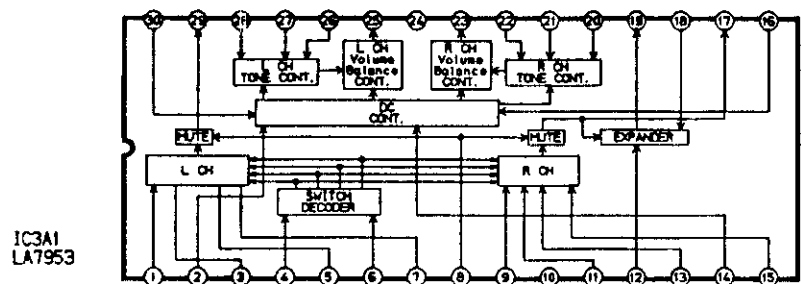 30 29 28 27 26 25 24 23 22 21 20 19 18 17 16
L CH
TONE CONT.
L CH
Volume
Balance
CONT.
R CH
Volume
Balance
CONT.
R CH
TONE CONT.
DC
CONT.
MUTE
MUTE
EXPANDER
L CH
R CH
SWITCH
DECODER
IC3A1
LA7953
1 2 3 4 5 6 7 8 9 10 11 12 13 14 15